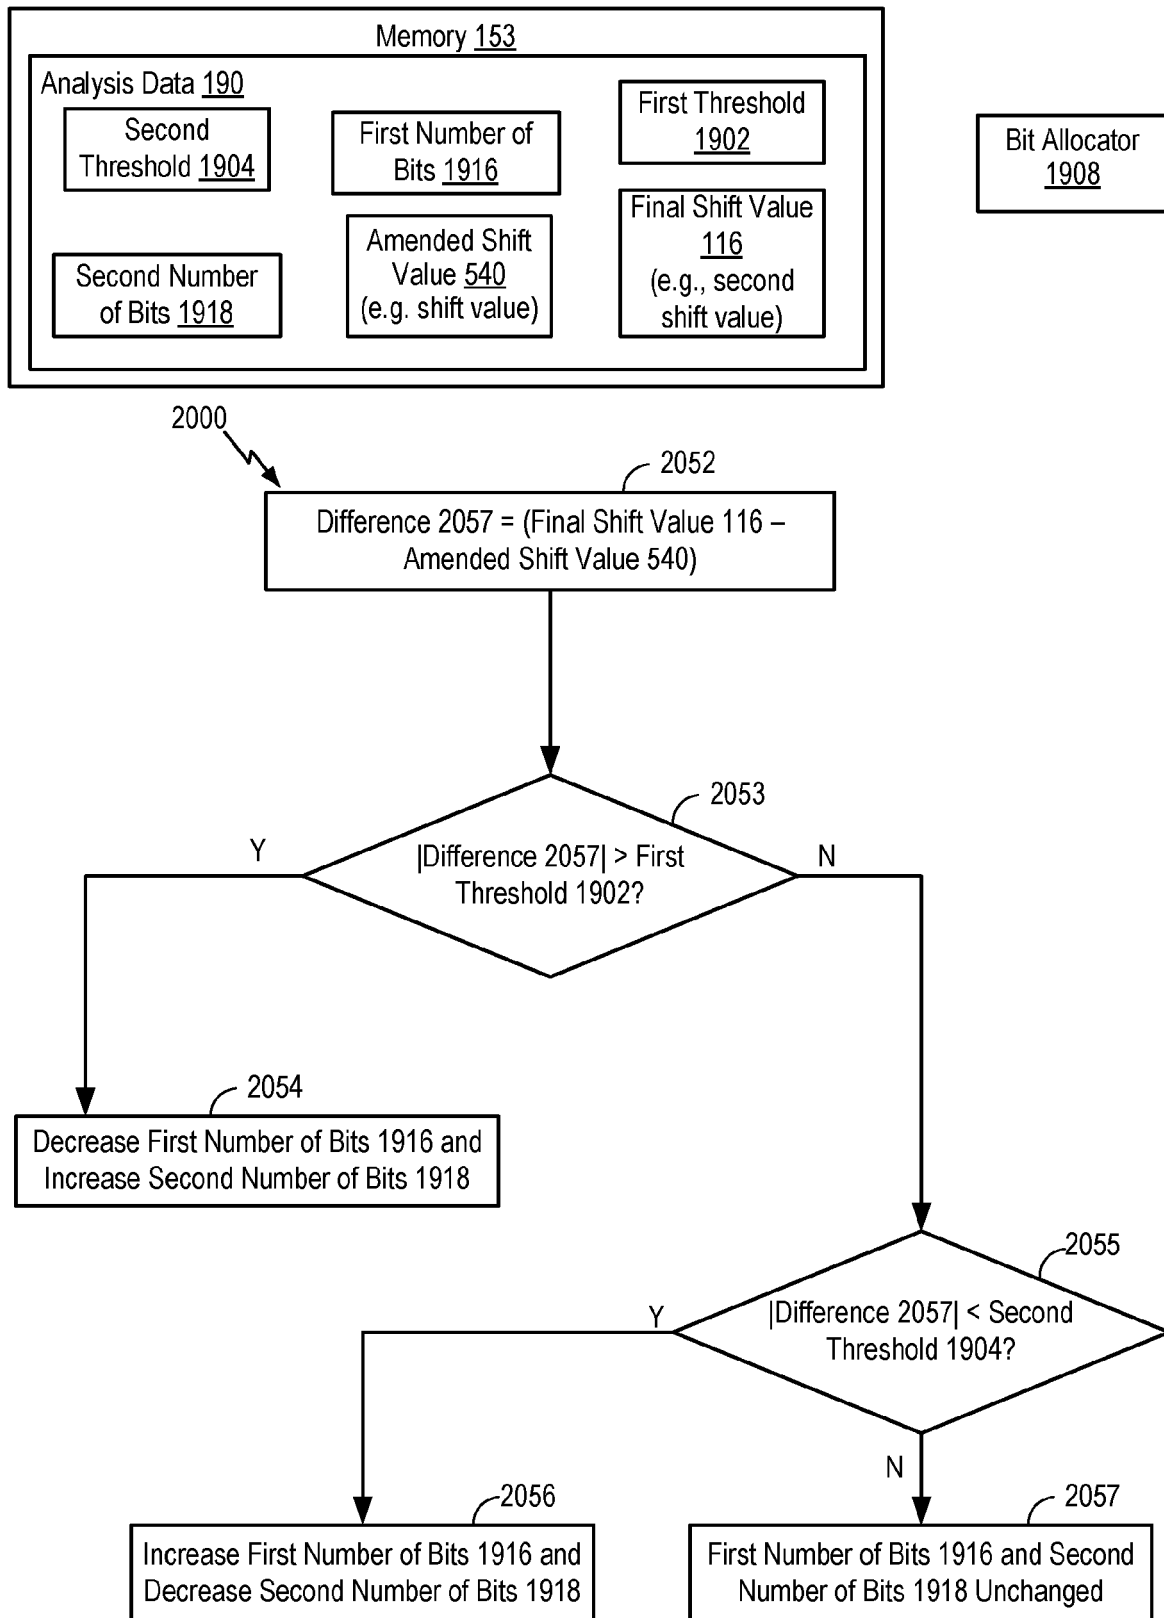 Memory 153
Analysis Data 190
Second
Threshold 1904
First Number of
Bits 1916
First Threshold
1902
Bit Allocator
1908
Second Number
of Bits 1918
Amended Shift
Value 540
(e.g. shift value)
Final Shift Value
116
(e.g., second
shift value)
2000
2052
Difference 2057 = (Final Shift Value 116 –
Amended Shift Value 540)
2053
|Difference 2057| > First
Threshold 1902?
Y
N
2054
Decrease First Number of Bits 1916 and
Increase Second Number of Bits 1918
2055
|Difference 2057| < Second
Threshold 1904?
Y
N
2056
Increase First Number of Bits 1916 and
Decrease Second Number of Bits 1918
2057
First Number of Bits 1916 and Second
Number of Bits 1918 Unchanged